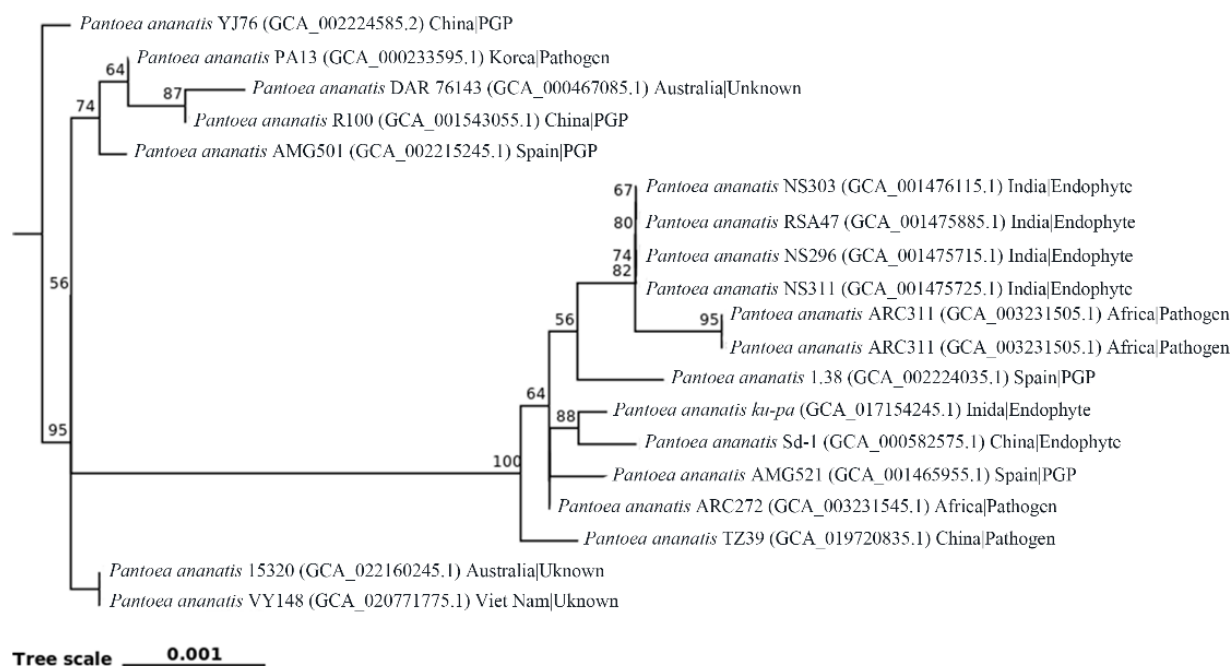 Pantoea ananatis YJ76 (GCA_002224585.2) China|PGP
Pantoea ananatis PA13 (GCA_000233595.1) Korea|Pathogen
64
87
Pantoea ananatis DAR 76143 (GCA_000467085.1) Australia|Unknown
74
Pantoea ananatis R100 (GCA_001543055.1) China|PGP
Pantoea ananatis AMG501 (GCA_002215245.1) Spain|PGP
67
Pantoea ananatis NS303 (GCA_001476115.1) India|Endophyte
80
Pantoea ananatis RSA47 (GCA_001475885.1) India|Endophyte
74
Pantoea ananatis NS296 (GCA_001475715.1) India|Endophyte
82
56
Pantoea ananatis NS311 (GCA_001475725.1) India|Endophyte
56
95
Pantoea ananatis ARC311 (GCA_003231505.1) Africa|Pathogen
Pantoea ananatis ARC311 (GCA_003231505.1) Africa|Pathogen
Pantoea ananatis 1.38 (GCA_002224035.1) Spain|PGP
64
88
Pantoea ananatis ku-pa (GCA_017154245.1) Inida|Endophyte
95
Pantoea ananatis Sd-1 (GCA_000582575.1) China|Endophyte
100
Pantoea ananatis AMG521 (GCA_001465955.1) Spain|PGP
Pantoea ananatis ARC272 (GCA_003231545.1) Africa|Pathogen
Pantoea ananatis TZ39 (GCA_019720835.1) China|Pathogen
Pantoea ananatis 15320 (GCA_022160245.1) Australia|Uknown
Pantoea ananatis VY148 (GCA_020771775.1) Viet Nam|Uknown
Tree scale 0.001